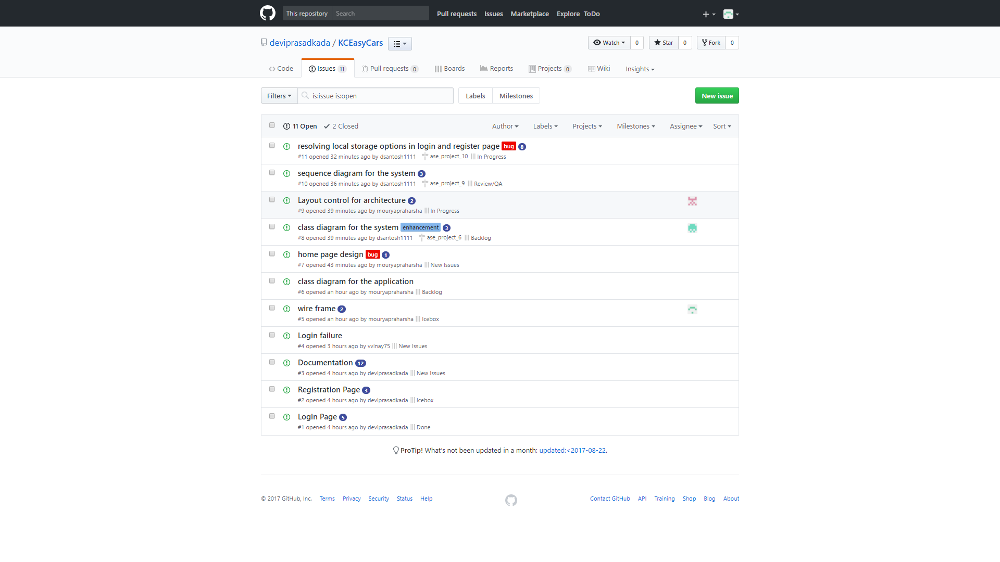 This repository Search Pull requests Issues Marketplace Explore ToDo
deviprasadkada / KCEasyCars Watch 0 Star 0 Fork 0
Code Issues 11 Pull requests 0 Boards Reports Projects 0 Wiki Insights
Filters is:issue is:open Labels Milestones New issue
11 Open 2 Closed Author Labels Projects Milestones Assignee Sort
resolving local storage options in login and register page bug 8
#11 opened 32 minutes ago by dsantosh1111 ase_project_10 In Progress
sequence diagram for the system 3
#10 opened 36 minutes ago by dsantosh1111 ase_project_9 Review/QA
Layout control for architecture 2
#9 opened 39 minutes ago by mouryapraharsha In Progress
class diagram for the system enhancement 3
#8 opened 39 minutes ago by dsantosh1111 ase_project_6 Backlog
home page design bug 1
#7 opened 43 minutes ago by mouryapraharsha New Issues
class diagram for the application
#6 opened an hour ago by mouryapraharsha Backlog
wire frame 2
#5 opened an hour ago by mouryapraharsha Icebox
Login failure
#4 opened 3 hours ago by vvinay75 New Issues
Documentation 12
#3 opened 4 hours ago by deviprasadkada New Issues
Registration Page 3
#2 opened 4 hours ago by deviprasadkada Icebox
Login Page 5
#1 opened 4 hours ago by deviprasadkada Done
ProTip! What's not been updated in a month: updated:<2017-08-22.
© 2017 GitHub, Inc. Terms Privacy Security Status Help Contact GitHub API Training Shop Blog About